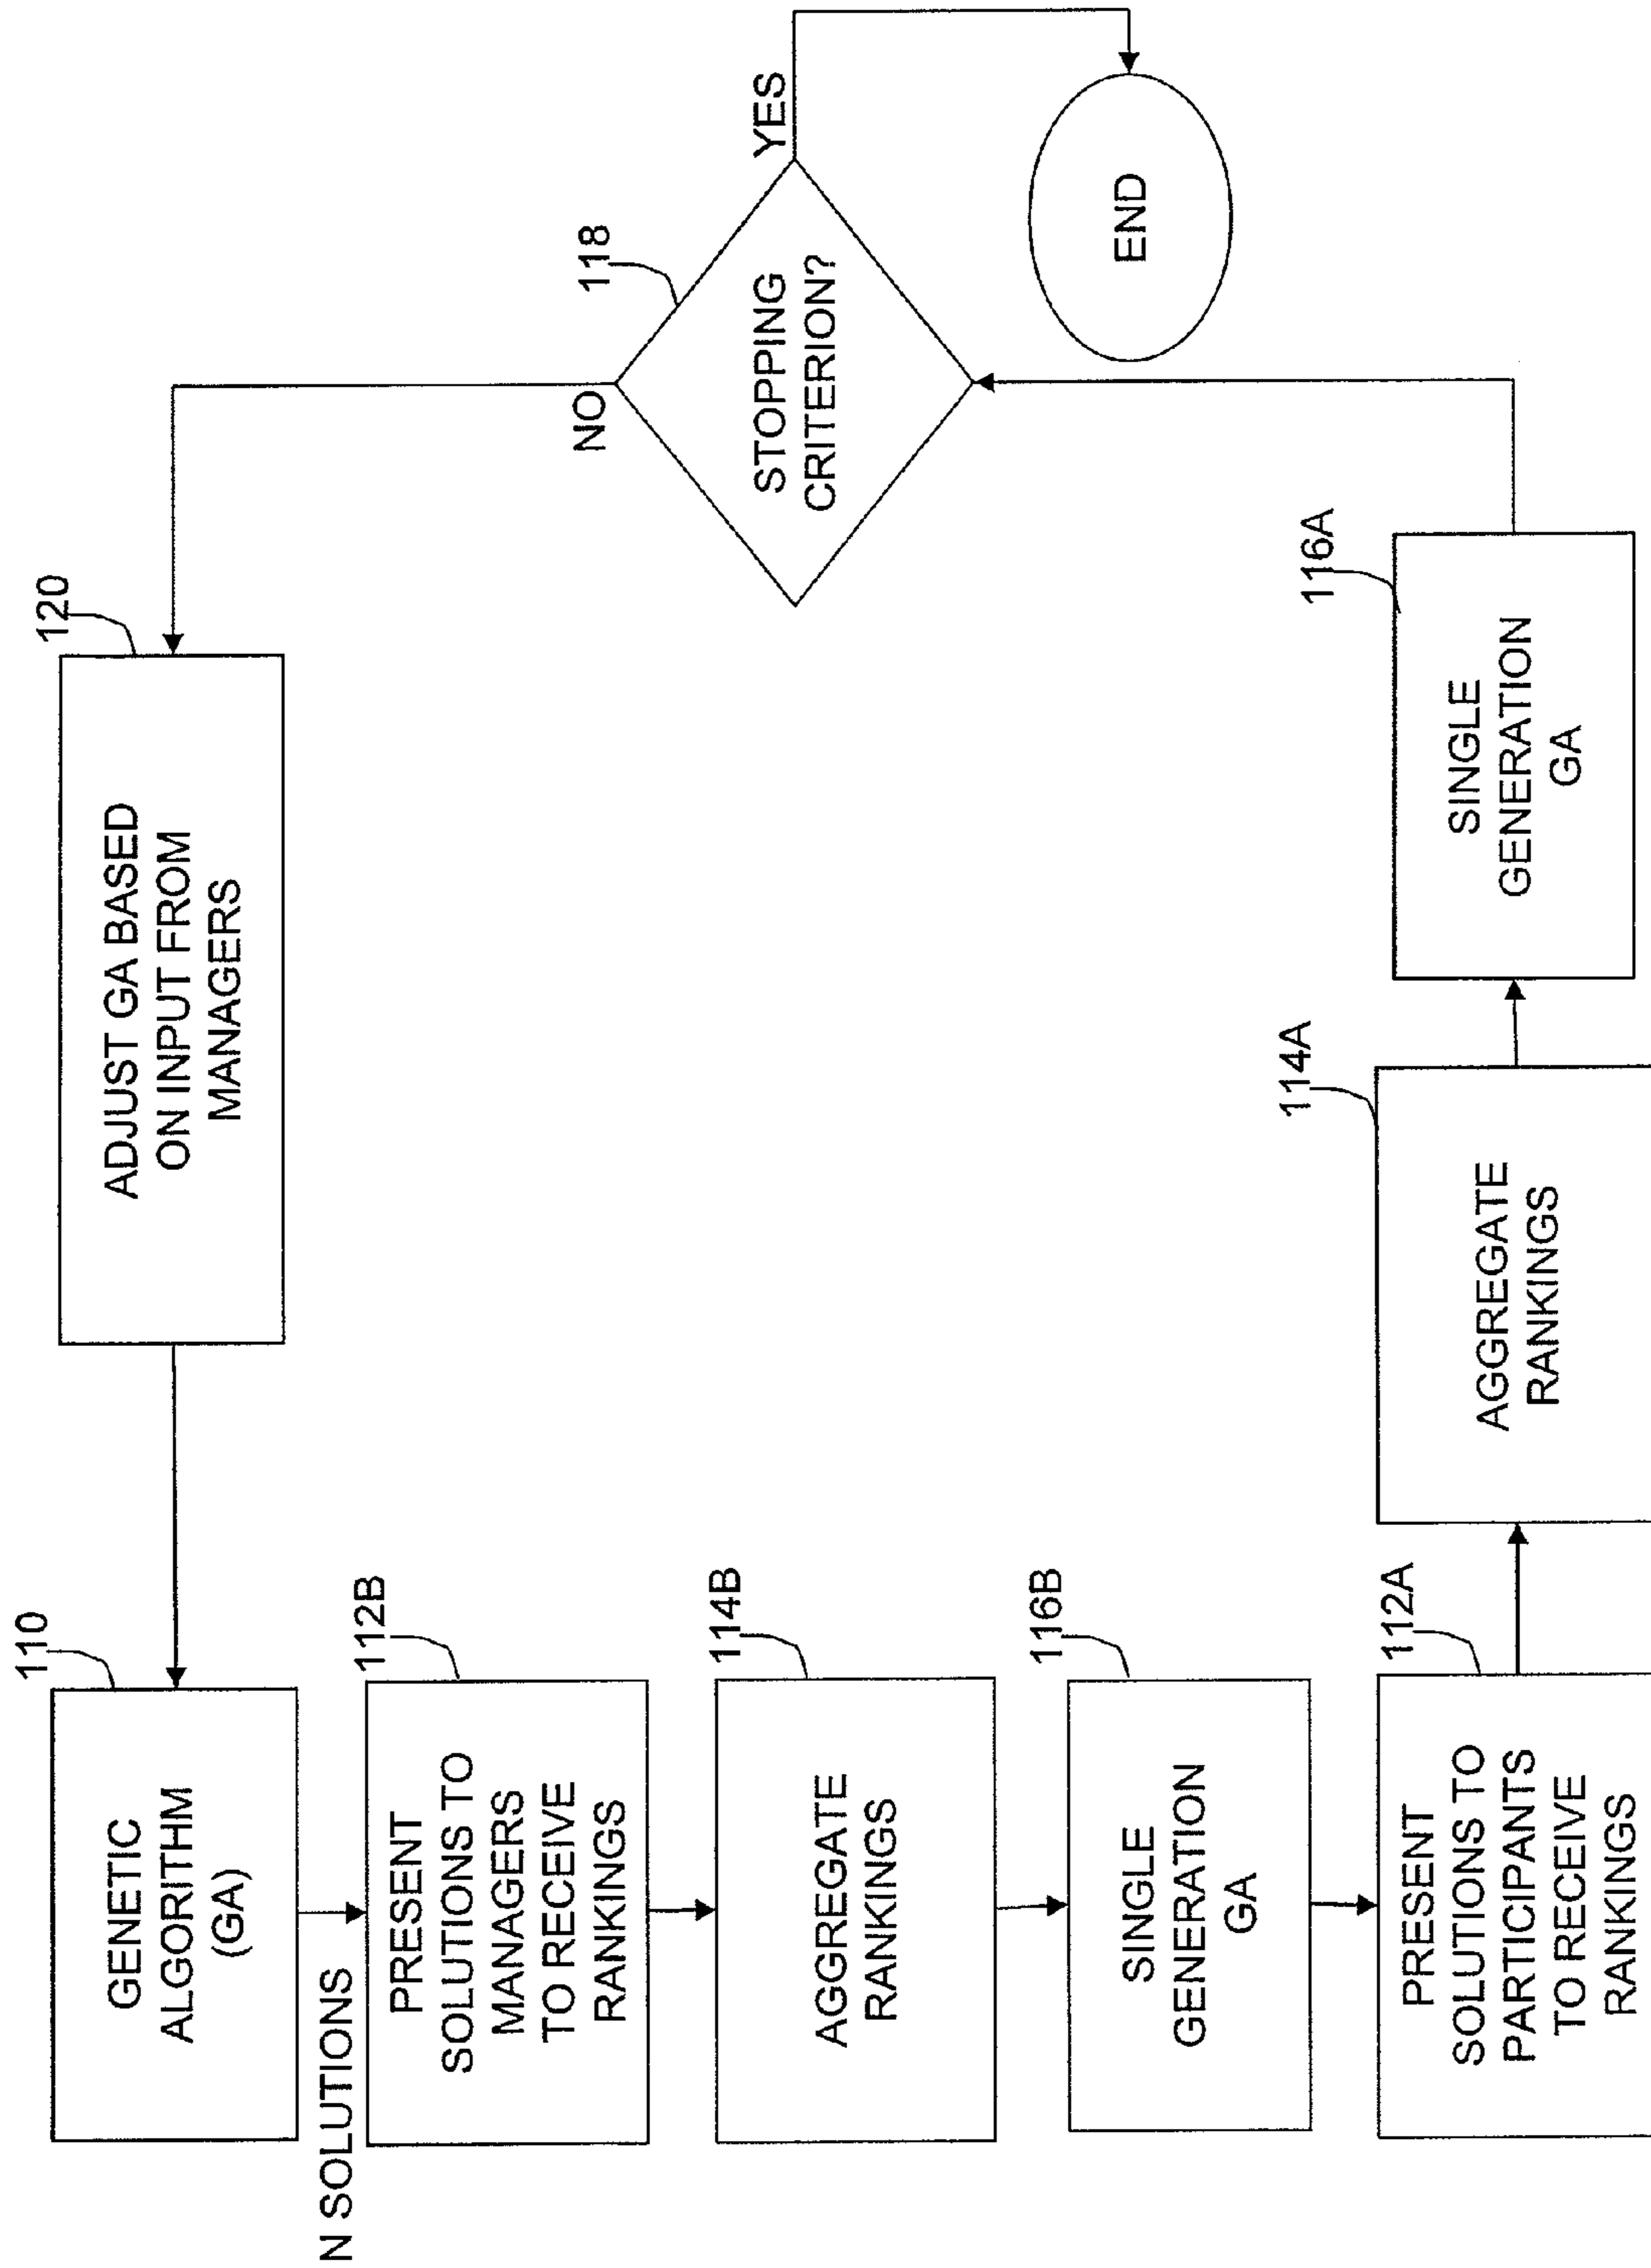 110
GENETIC
ALGORITHM
(GA)
N SOLUTIONS
112B
PRESENT
SOLUTIONS TO
MANAGERS
TO RECEIVE
RANKINGS
114B
AGGREGATE
RANKINGS
116B
SINGLE
GENERATION
GA
112A
PRESENT
SOLUTIONS TO
PARTICIPANTS
TO RECEIVE
RANKINGS
114A
AGGREGATE
RANKINGS
116A
SINGLE
GENERATION
GA
118
STOPPING
CRITERION?
YES
END
NO
120
ADJUST GA BASED
ON INPUT FROM
MANAGERS